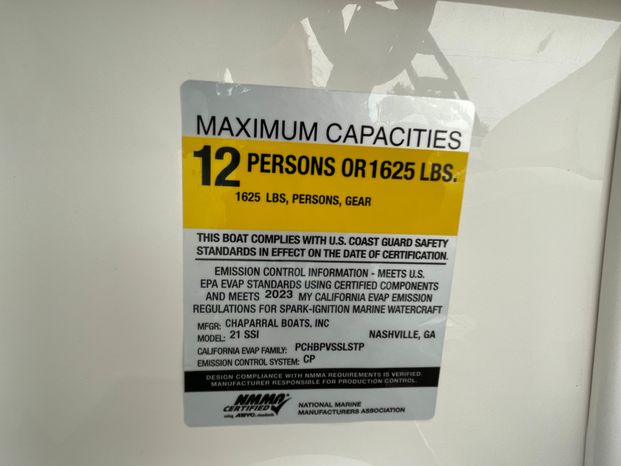 MAXIMUM CAPACITIES
12 PERSONS OR 1625 LBS.
1625 LBS, PERSONS, GEAR
THIS BOAT COMPLIES WITH U.S. COAST GUARD SAFETY
STANDARDS IN EFFECT ON THE DATE OF CERTIFICATION.
EMISSION CONTROL INFORMATION - MEETS U.S.
EPA EVAP STANDARDS USING CERTIFIED COMPONENTS
AND MEETS 2023 MY CALIFORNIA EVAP EMISSION
REGULATIONS FOR SPARK-IGNITION MARINE WATERCRAFT
MFGR: CHAPARRAL BOATS, INC
MODEL: 21 SSI NASHVILLE, GA
CALIFORNIA EVAP FAMILY: PCHBPVSSLSTP
EMISSION CONTROL SYSTEM: CP
DESIGN COMPLIANCE WITH NMMA REQUIREMENTS IS VERIFIED.
MANUFACTURER RESPONSIBLE FOR PRODUCTION CONTROL.
NMMA
CERTIFIED
using ABYC standards
NATIONAL MARINE
MANUFACTURERS ASSOCIATION